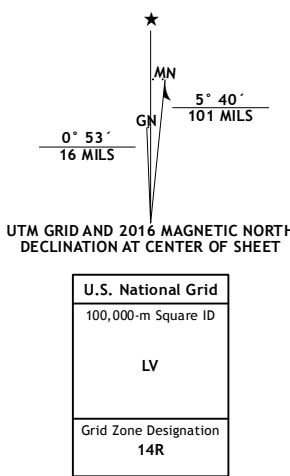 ★
MN
5° 40´
101 MILS
GN
0° 53´
16 MILS
UTM GRID AND 2016 MAGNETIC NORTH
DECLINATION AT CENTER OF SHEET
U.S. National Grid
100,000-m Square ID
LV
Grid Zone Designation
14R